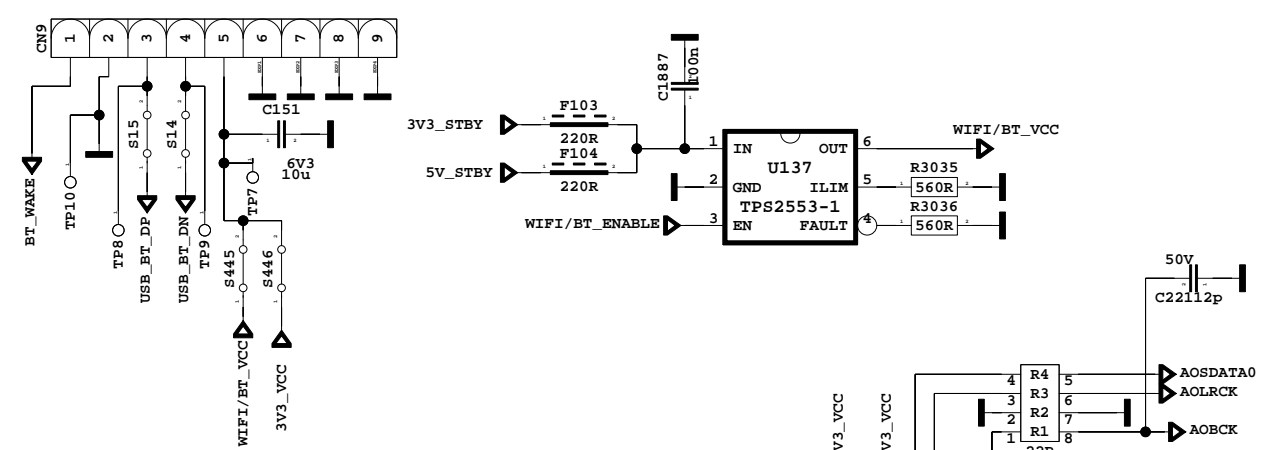 CN9
1 2 3 4 5 6 7 8 9
C151
6V3
10u
S15
S14
TP7
BT_WAKE
TP10
TP8
USB_BT_DP
USB_BT_DN
TP9
S445
S446
WIFI/BT_VCC
3V3_VCC
C1887
100n
3V3_STBY
F103
220R
5V_STBY
F104
220R
WIFI/BT_ENABLE
1 IN
2 GND
3 EN
U137
TPS2553-1
OUT 6
ILIM 5
FAULT 4
WIFI/BT_VCC
R3035
560R
R3036
560R
50V
C22112p
V3_VCC
V3_VCC
4 R4 5
3 R3 6
2 R2 7
1 R1 8
22R
AOSDATA0
AOLRCK
AOBCK